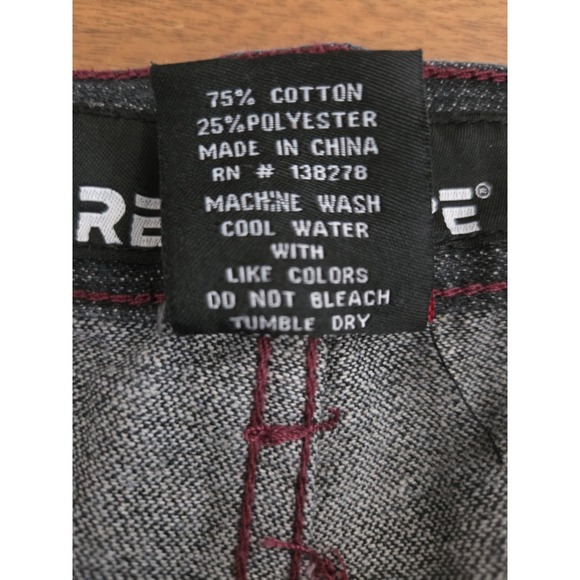 75% COTTON
25%POLYESTER
MADE IN CHINA
RN # 138278
MACHINE WASH
COOL WATER
WITH
LIKE COLORS
DO NOT BLEACH
TUMBLE DRY